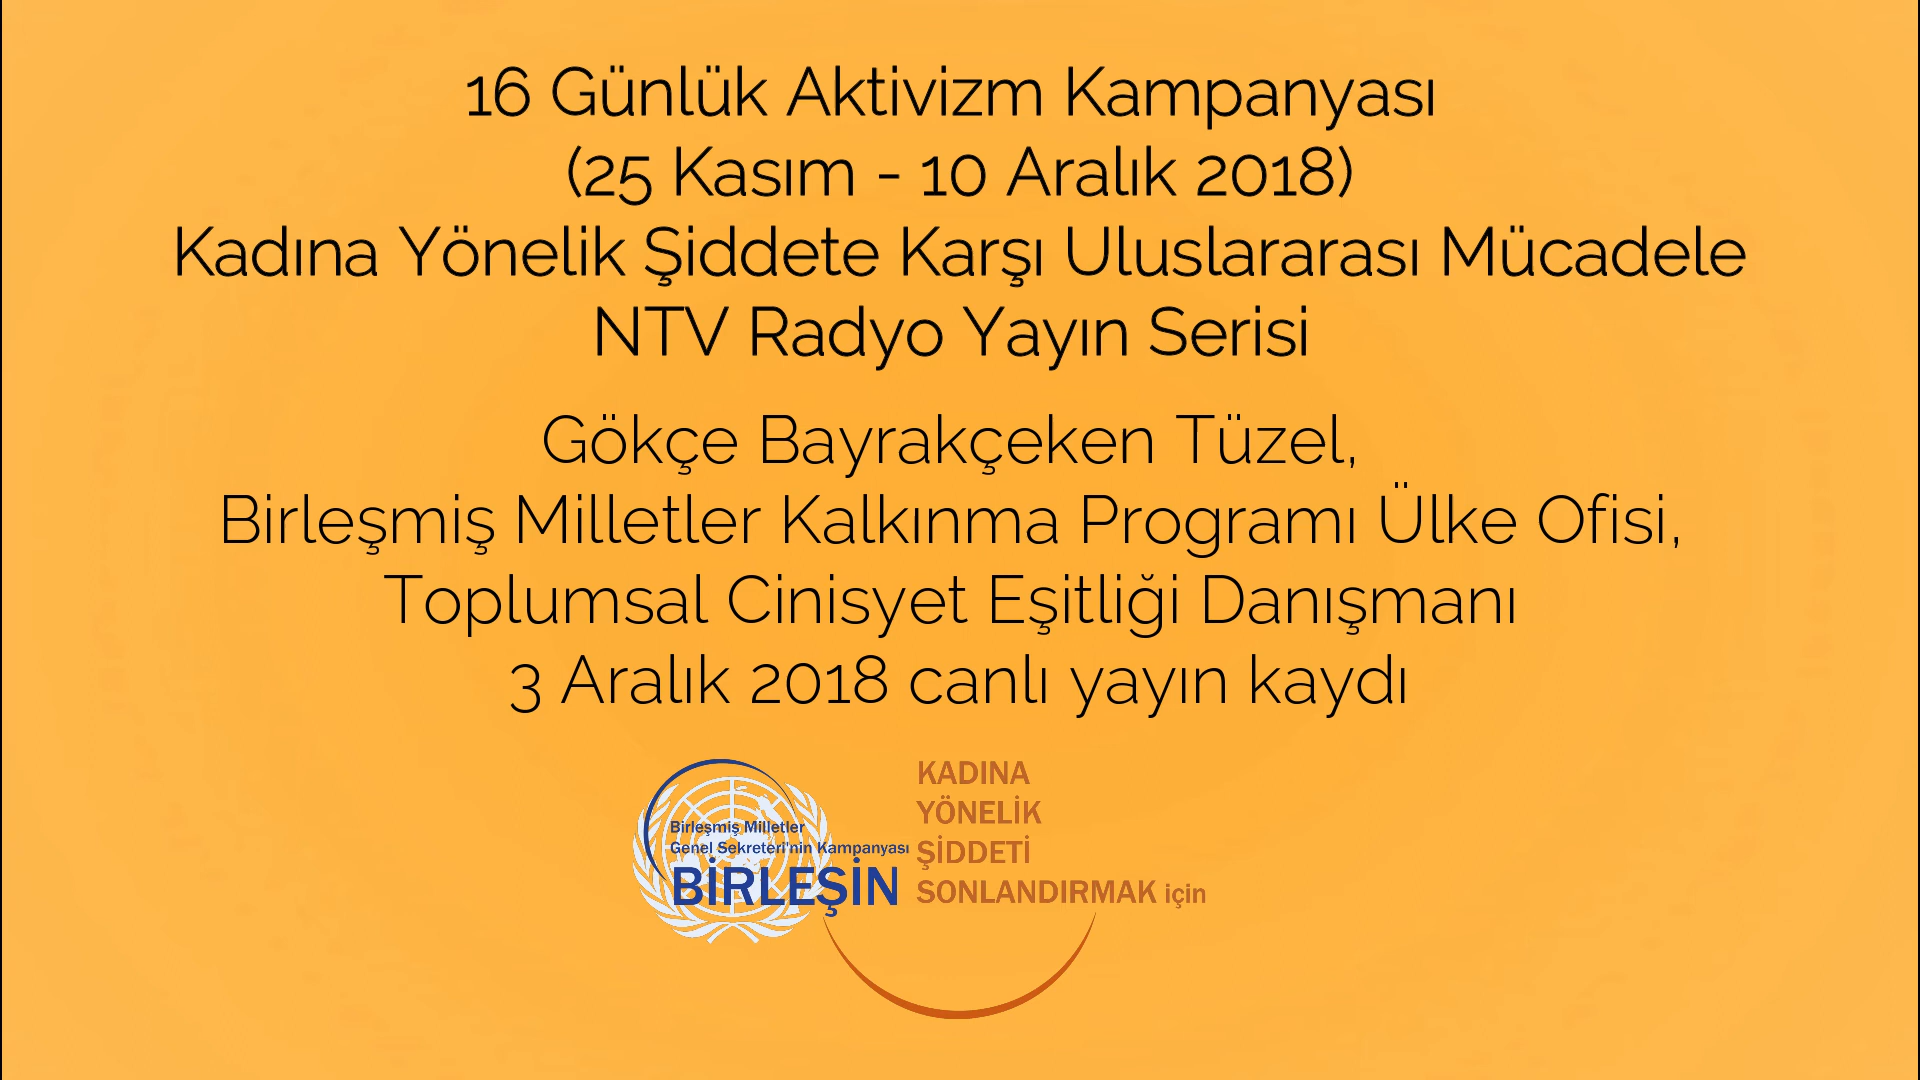 16 Günlük Aktivizm Kampanyası
(25 Kasım - 10 Aralık 2018)
Kadına Yönelik Şiddete Karşı Uluslararası Mücadele
NTV Radyo Yayın Serisi
Gökçe Bayrakçeken Tüzel,
Birleşmiş Milletler Kalkınma Programı Ülke Ofisi,
Toplumsal Cinisyet Eşitliği Danışmanı
3 Aralık 2018 canlı yayın kaydı
Birleşmiş Milletler
Genel Sekreteri'nin Kampanyası
BİRLEŞİN
KADINA
YÖNELİK
ŞİDDETİ
SONLANDIRMAK için